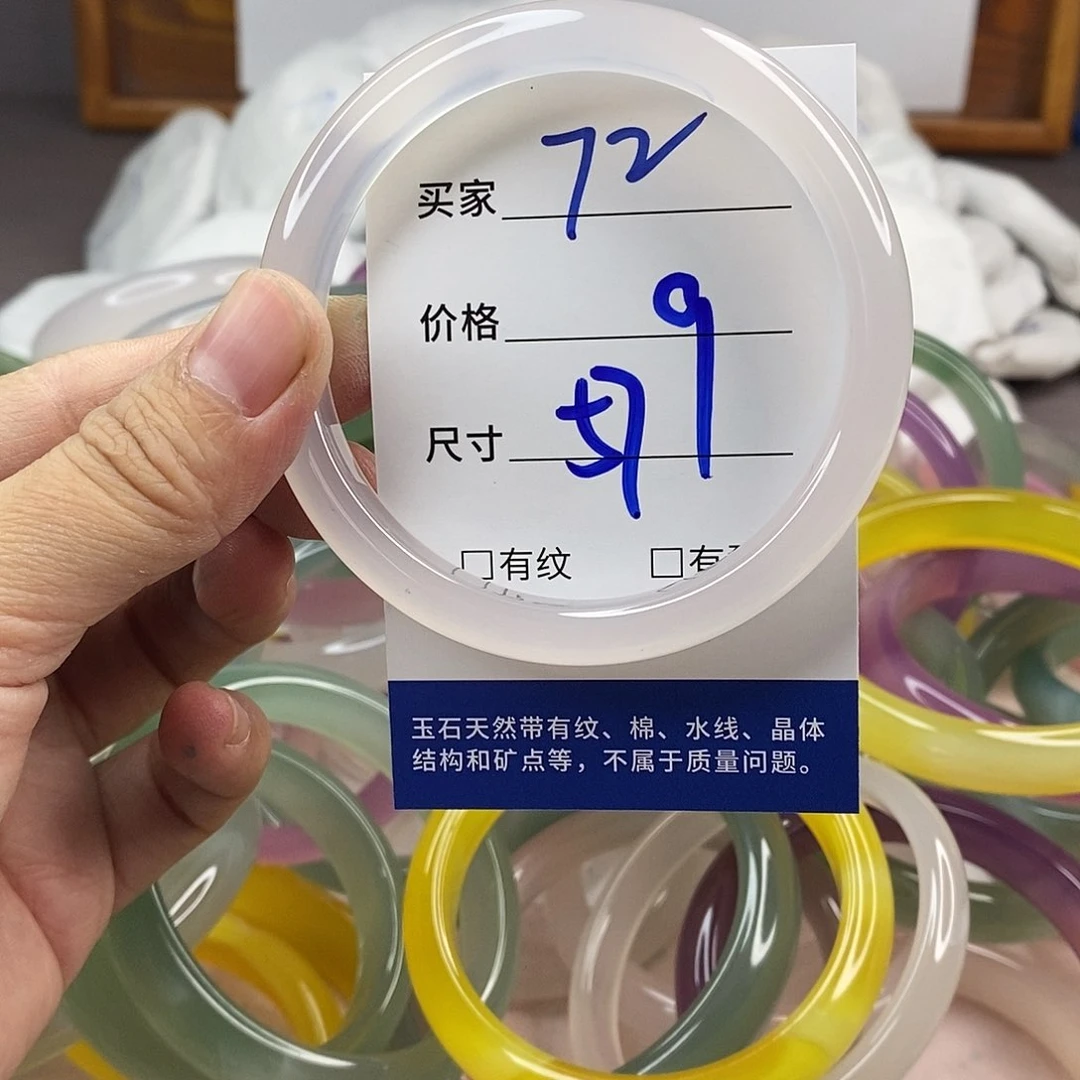 买家 72
价格 9
尺寸
□有纹 □有
玉石天然带有纹、棉、水线、晶体
结构和矿点等，不属于质量问题。